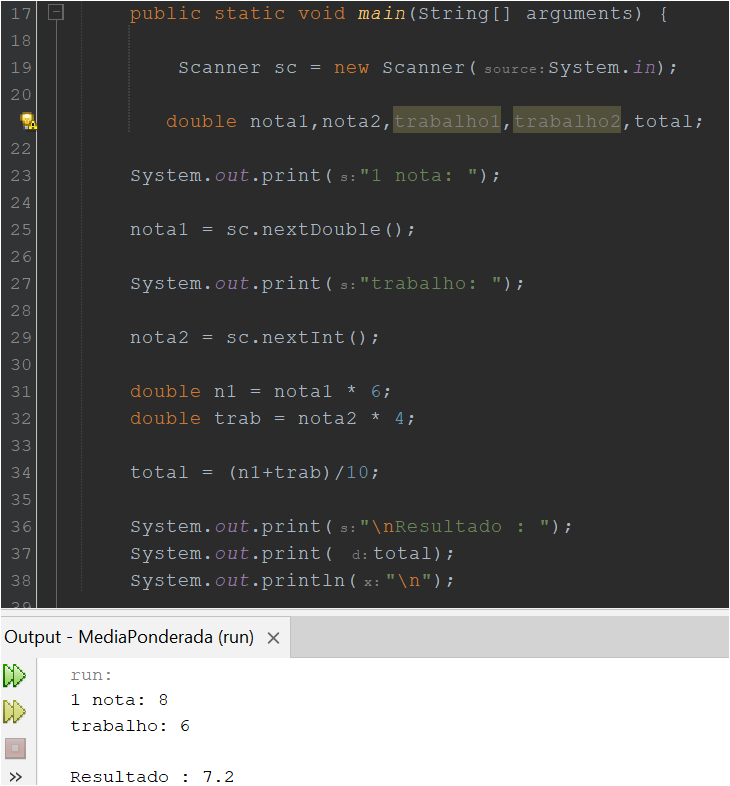 17 public static void main(String[] arguments) {
18
19 Scanner sc = new Scanner( source:System.in);
20
double nota1,nota2,trabalho1,trabalho2,total;
22
23 System.out.print( s:"1 nota: ");
24
25 nota1 = sc.nextDouble();
26
27 System.out.print( s:"trabalho: ");
28
29 nota2 = sc.nextInt();
30
31 double n1 = nota1 * 6;
32 double trab = nota2 * 4;
33
34 total = (n1+trab)/10;
35
36 System.out.print( s:"\nResultado : ");
37 System.out.print( d:total);
38 System.out.println( x:"\n");
39
Output - MediaPonderada (run) ×
run:
1 nota: 8
trabalho: 6
Resultado : 7.2